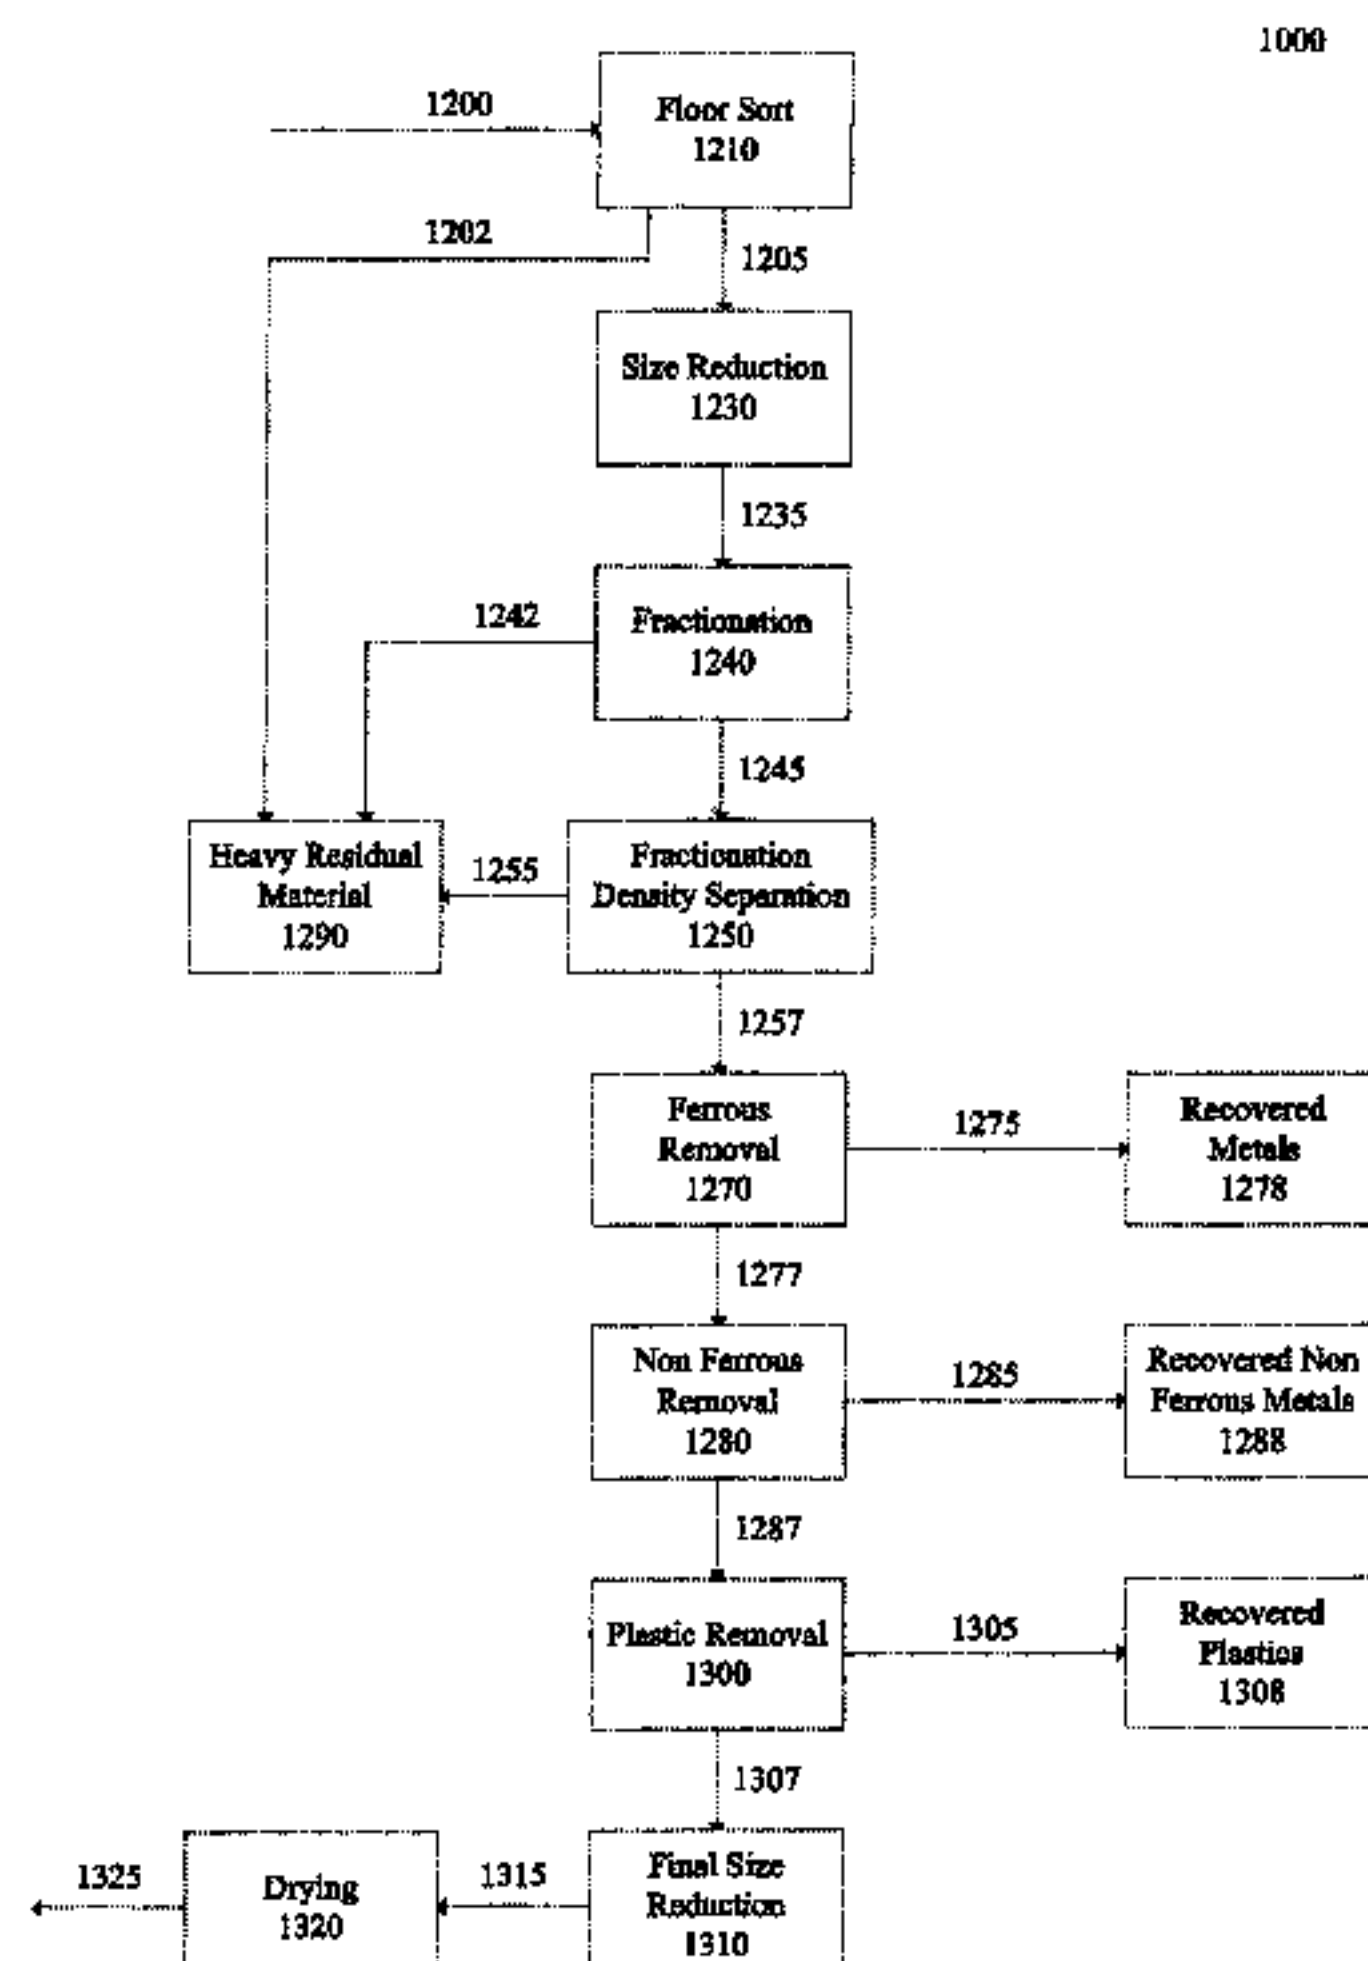 1000
1200
Floor Sort
1210
1202
1205
Size Reduction
1230
1235
1242
Fractionation
1240
1245
Heavy Residual
Material
1290
1255
Fractionation
Density Separation
1250
1257
Ferrous
Removal
1270
1275
Recovered
Metals
1278
1277
Non Ferrous
Removal
1280
1285
Recovered Non
Ferrous Metals
1288
1287
Plastic Removal
1300
1305
Recovered
Plastics
1308
1307
1325
Drying
1320
1315
Final Size
Reduction
1310